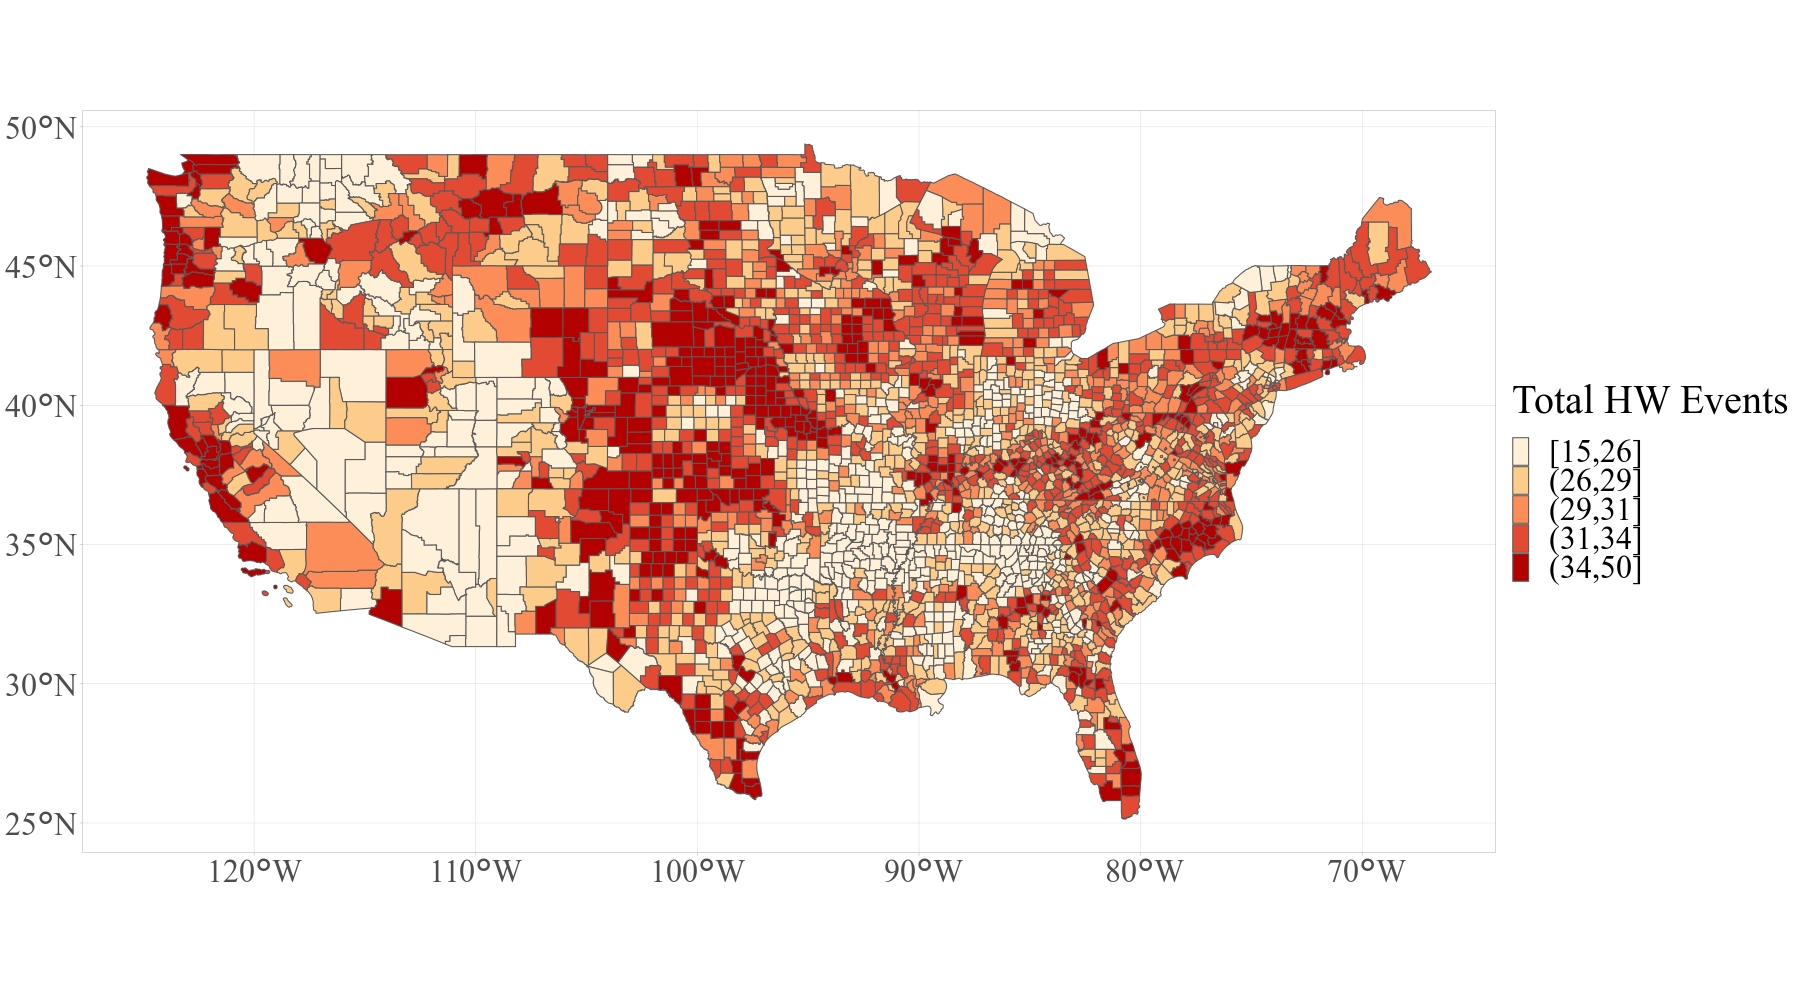 50°N
45°N
40°N
35°N
30°N
25°N
120°W 110°W 100°W 90°W 80°W 70°W
Total HW Events
[15,26]
(26,29]
(29,31]
(31,34]
(34,50]